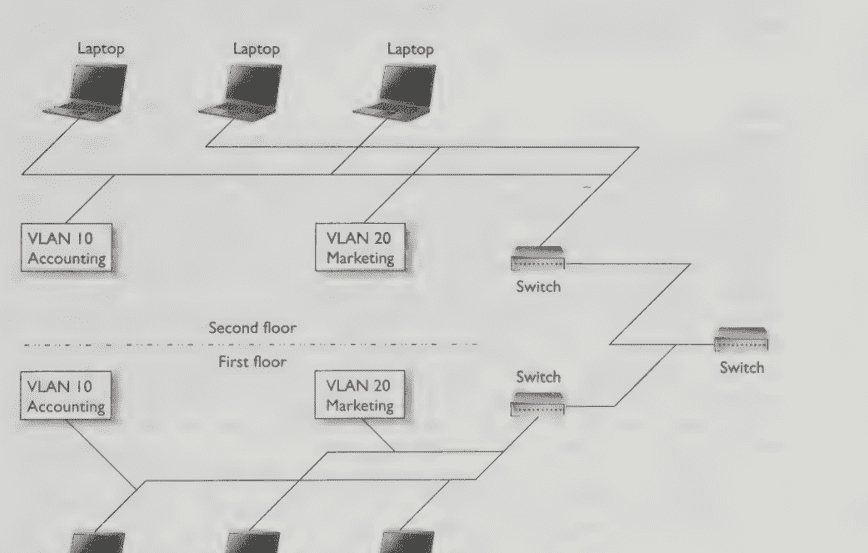 Laptop
Laptop
Laptop
VLAN 10
Accounting
VLAN 20
Marketing
Switch
Second floor
First floor
Switch
VLAN 10
Accounting
VLAN 20
Marketing
Switch